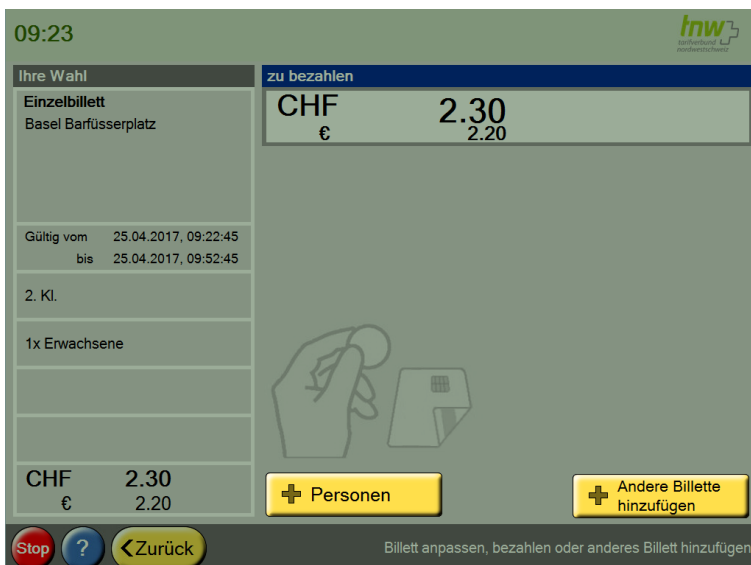 09:23
tnw
tarifverbund
nordwestschweiz
Ihre Wahl
Einzelbillett
Basel Barfüsserplatz
Gültig vom 25.04.2017, 09:22:45
bis 25.04.2017, 09:52:45
2. Kl.
1x Erwachsene
CHF 2.30
€ 2.20
zu bezahlen
CHF 2.30
€ 2.20
Personen
Andere Billette
hinzufügen
Stop
?
Zurück
Billett anpassen, bezahlen oder anderes Billett hinzufügen